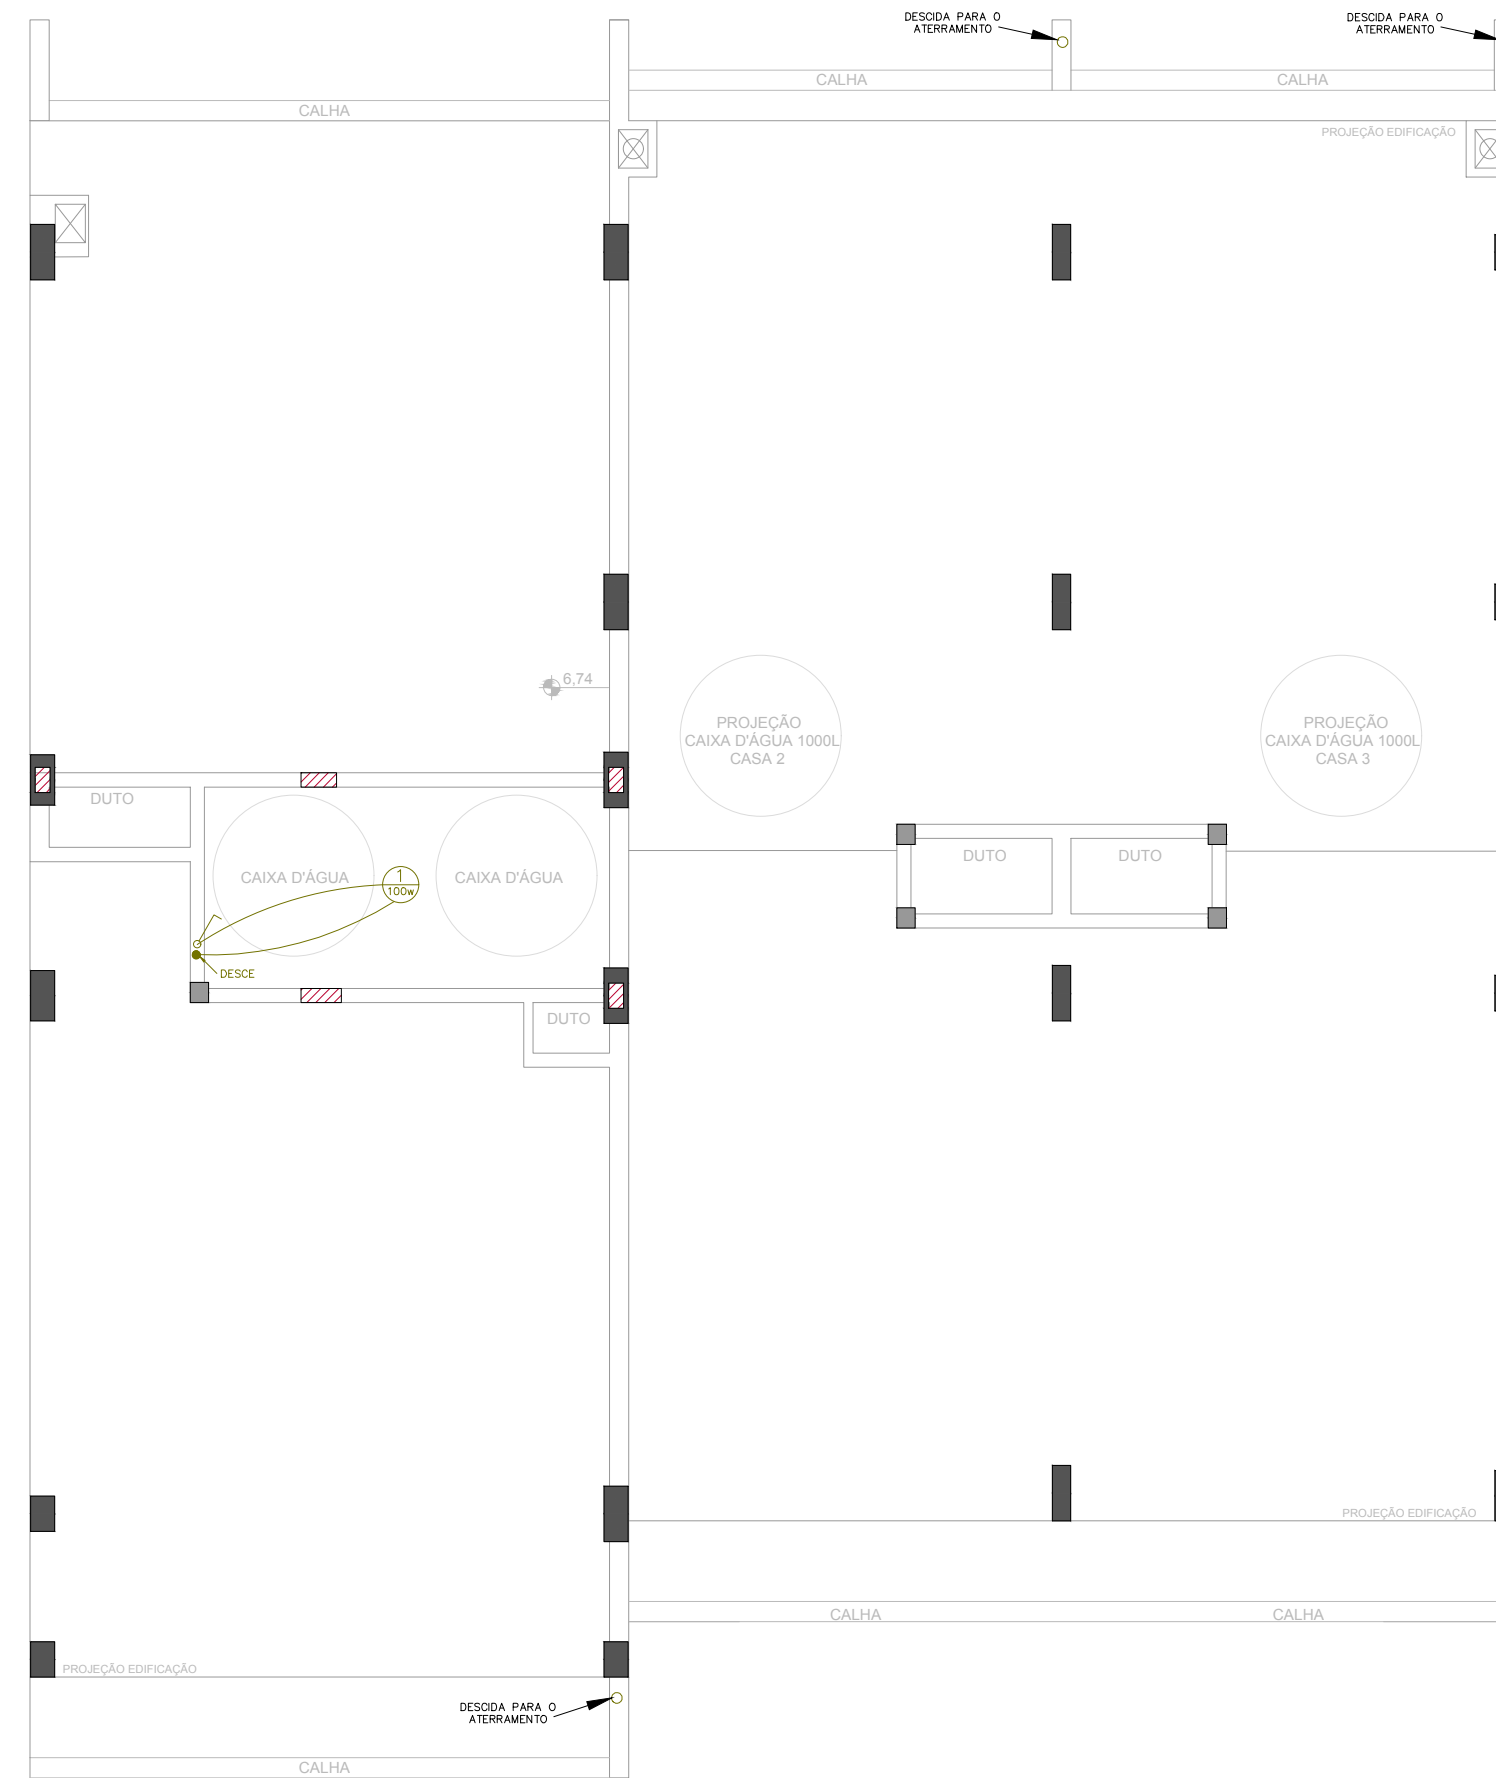 DESCIDA PARA O
ATERRAMENTO
DESCIDA PARA O
ATERRAMENTO
CALHA
CALHA
CALHA
PROJEÇÃO EDIFICAÇÃO
6,74
PROJEÇÃO
CAIXA D'ÁGUA 1000L
CASA 2
PROJEÇÃO
CAIXA D'ÁGUA 1000L
CASA 3
DUTO
DUTO
DUTO
CAIXA D'ÁGUA
1
100w
CAIXA D'ÁGUA
DESCE
DUTO
PROJEÇÃO EDIFICAÇÃO
CALHA
CALHA
PROJEÇÃO EDIFICAÇÃO
DESCIDA PARA O
ATERRAMENTO
CALHA